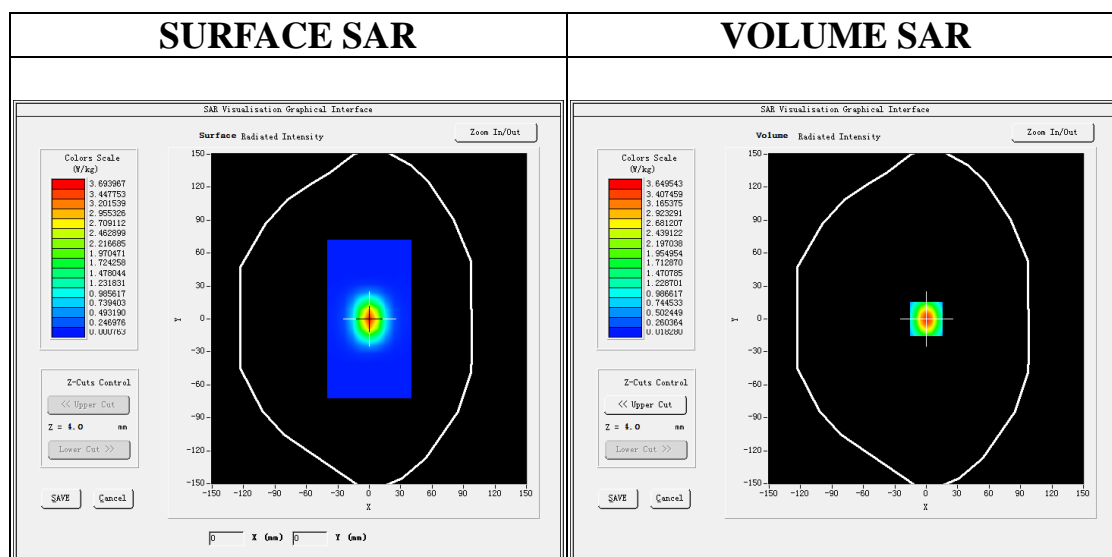 SURFACE SAR
SAR Visualisation Graphical Interface
Surface Radiated Intensity
Zoom In/Out
Colors Scale
(W/kg)
3.693967
3.447753
3.201539
2.955326
2.709112
2.462899
2.216685
1.970471
1.724258
1.478044
1.231831
0.985617
0.739403
0.493190
0.246976
0.000763
Z-Cuts Control
<< Upper Cut
Z = 4.0 mm
Lower Cut >>
SAVE Cancel
150
120
90
60
30
0
-30
-60
-90
-120
-150
Y
-150 -120 -90 -60 -30 0 30 60 90 120 150
X
0 X (mm) 0 Y (mm)
VOLUME SAR
SAR Visualisation Graphical Interface
Volume Radiated Intensity
Zoom In/Out
Colors Scale
(W/kg)
3.649543
3.407459
3.165375
2.923291
2.681207
2.439122
2.197038
1.954954
1.712870
1.470785
1.228701
0.986617
0.744533
0.502449
0.260364
0.018280
Z-Cuts Control
<< Upper Cut
Z = 4.0 mm
Lower Cut >>
SAVE Cancel
150
120
90
60
30
0
-30
-60
-90
-120
-150
Y
-150 -120 -90 -60 -30 0 30 60 90 120 150
X